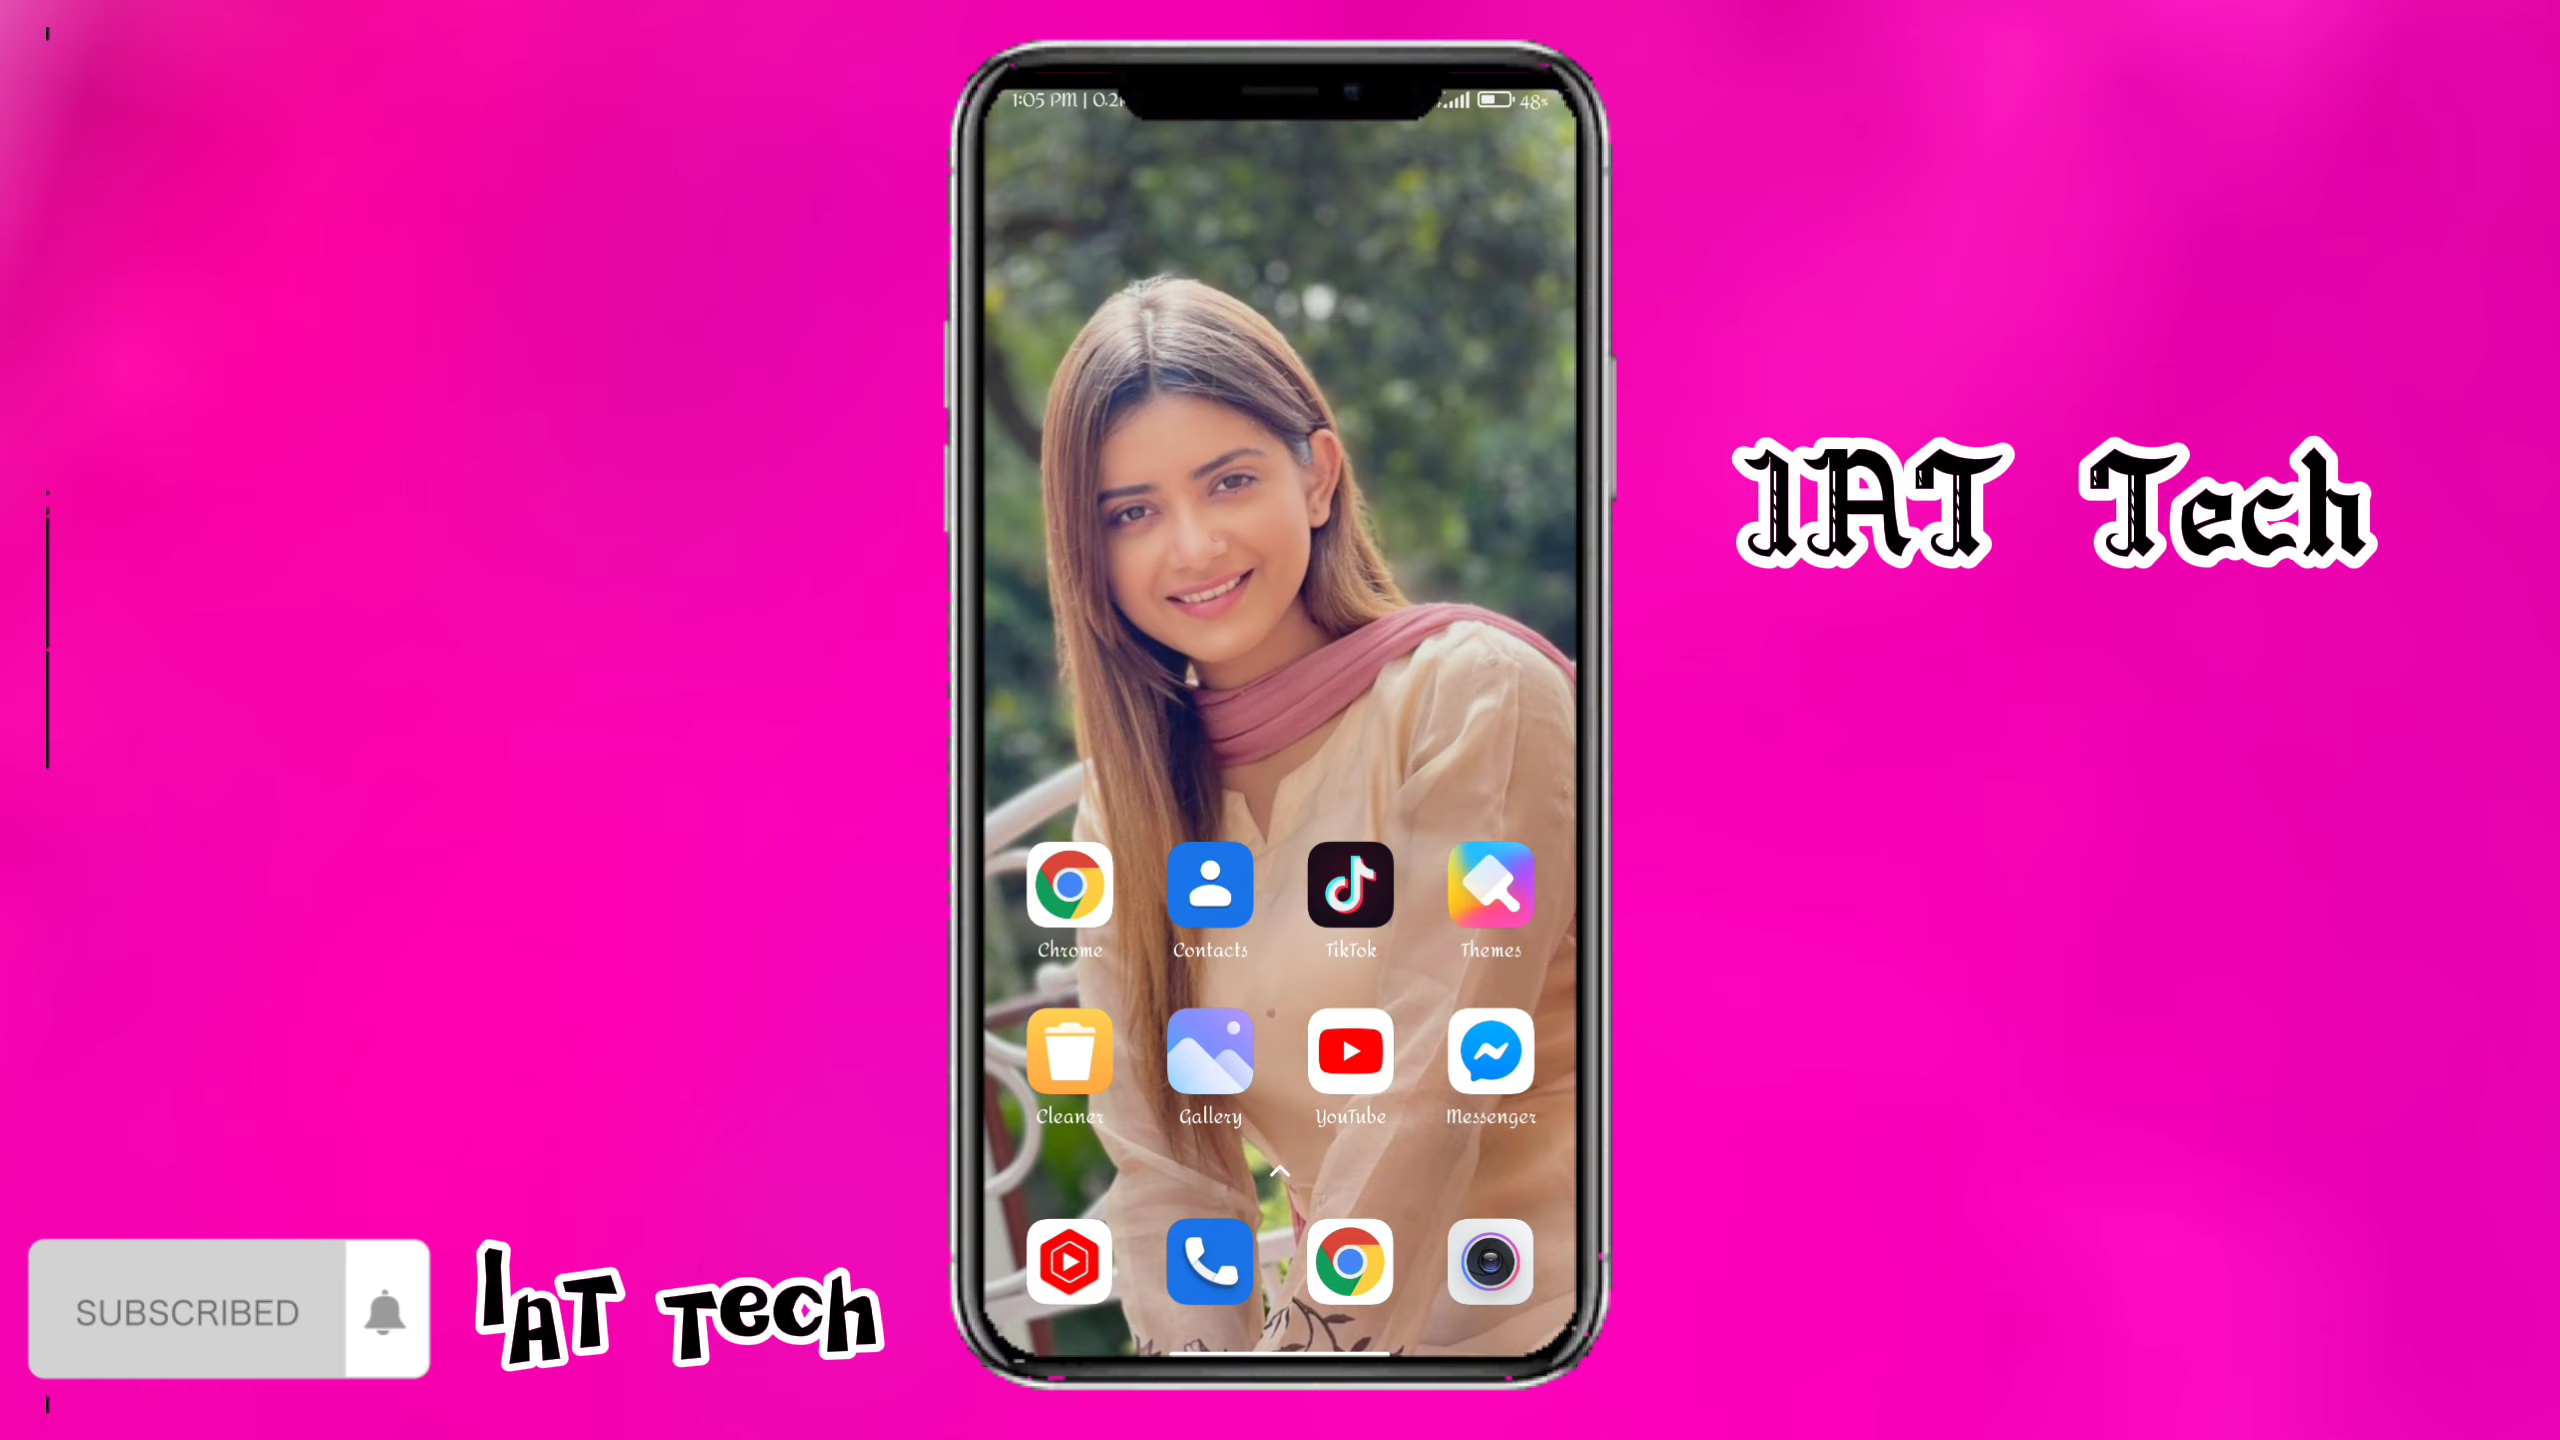 1:05 PM | 0.2
48%
IAT Tech
Chrome Contacts TikTok Themes
Cleaner Gallery YouTube Messenger
SUBSCRIBED
IAT Tech